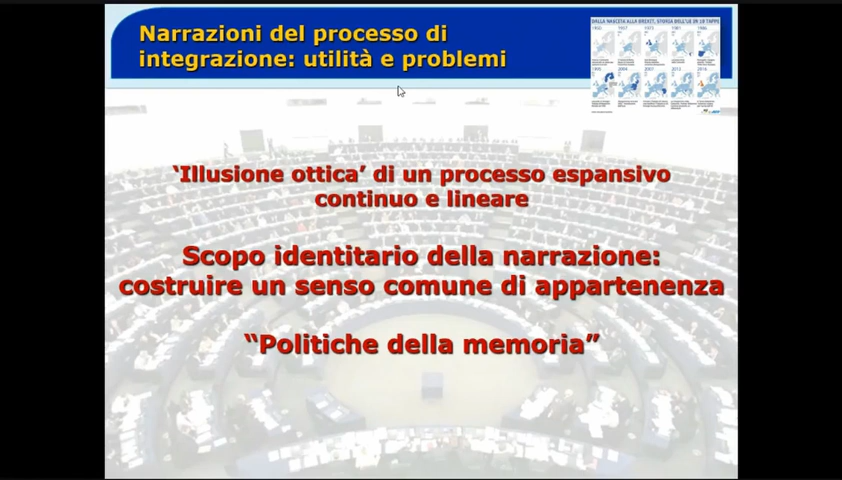 Narrazioni del processo di
integrazione: utilità e problemi
DALLA NASCITA ALLA BREXIT, STORIA DELL'UE IN 10 TAPPE
‘Illusione ottica’ di un processo espansivo
continuo e lineare
Scopo identitario della narrazione:
costruire un senso comune di appartenenza
“Politiche della memoria”